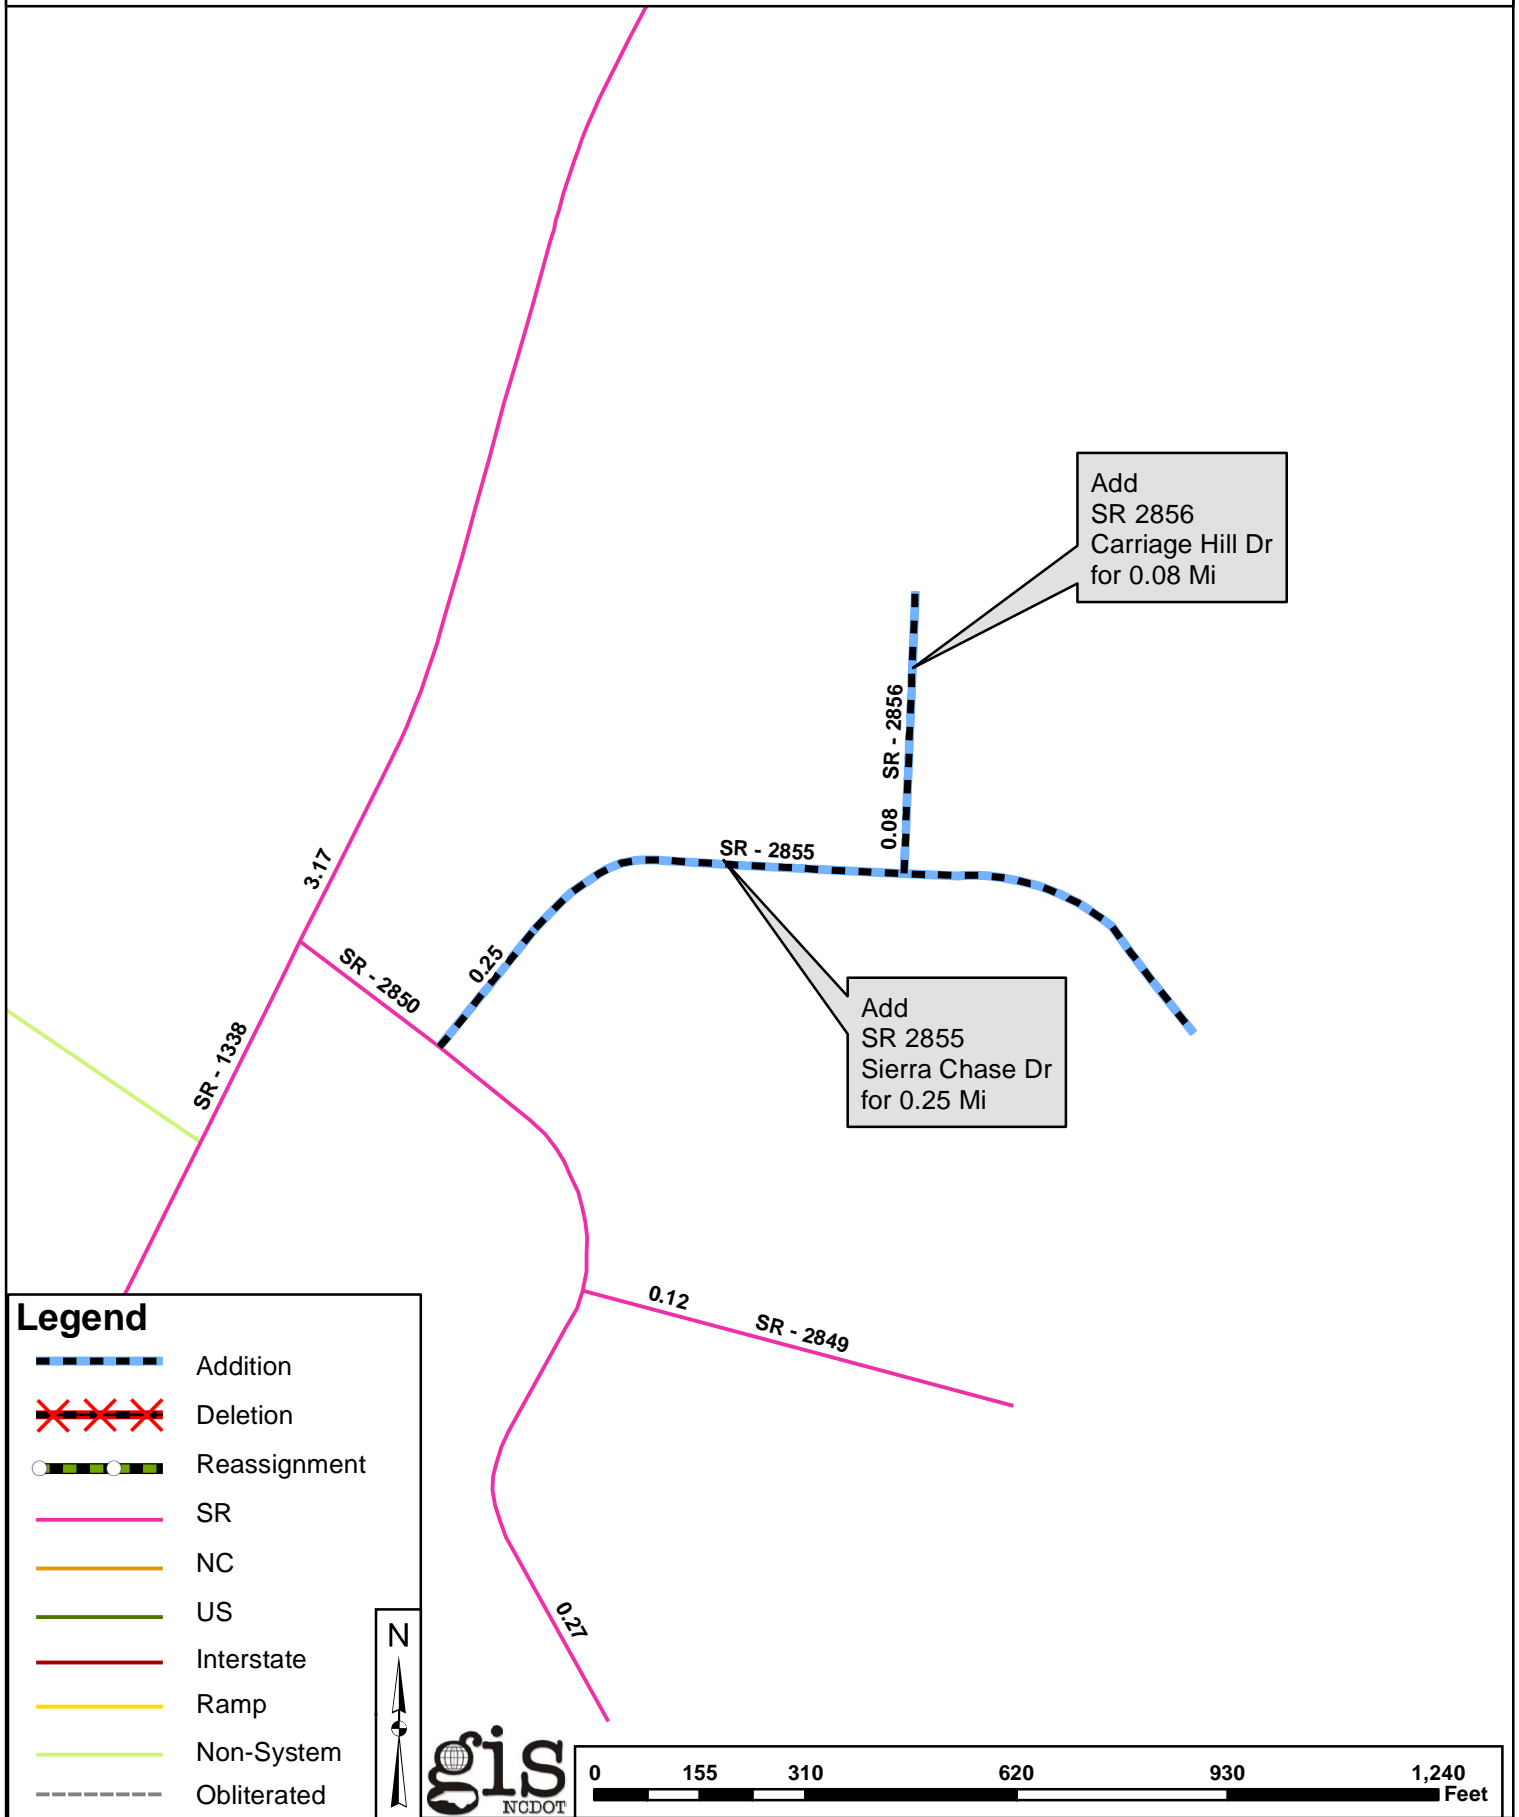 Add
SR 2856
Carriage Hill Dr
for 0.08 Mi
SR - 2856
0.08
SR - 2855
3.17
0.25
SR - 2850
Add
SR 2855
Sierra Chase Dr
for 0.25 Mi
SR - 1338
0.12
SR - 2849
0.27
Legend
Addition
Deletion
Reassignment
SR
NC
US
Interstate
Ramp
Non-System
Obliterated
N
gis
NCDOT
0 155 310 620 930 1,240
Feet